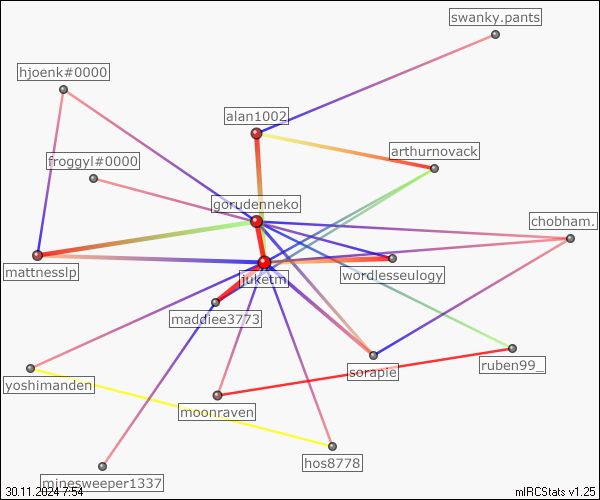 swanky.pants
hjoenk#0000
alan1002
arthurnovack
froggyl#0000
gorudenneko
chobham.
mattnesslp
juketm
wordlesseulogy
maddiee3773
sorapie
ruben99_
yoshimanden
moonraven
hos8778
minesweeper1337
30.11.2024 7:54
mIRCStats v1.25